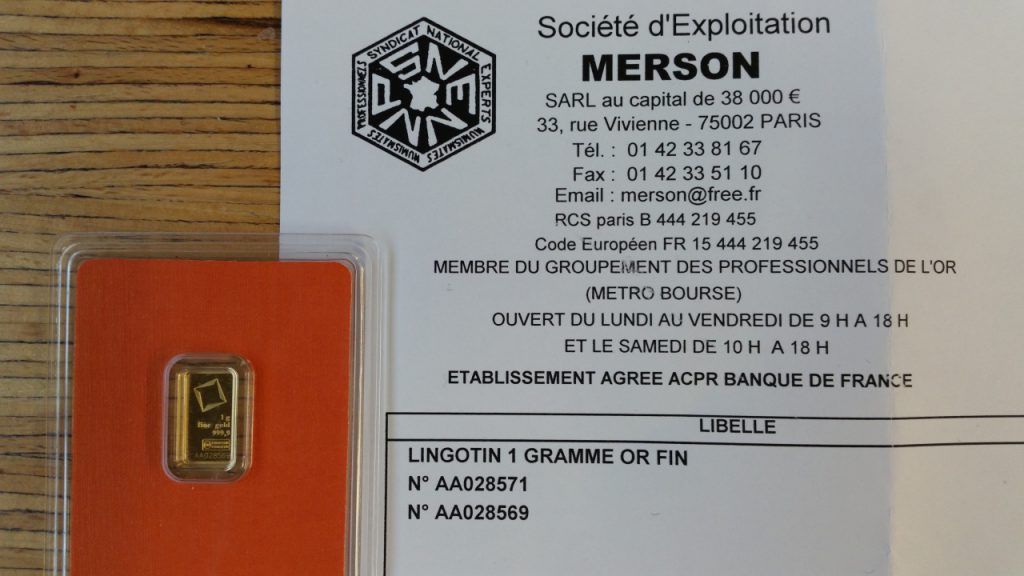 SYNDICAT NATIONAL
EXPERTS
NUMISMATES
NUMISMATES
PROFESSIONNELS
SNENNP
Société d'Exploitation
MERSON
SARL au capital de 38 000 €
33, rue Vivienne - 75002 PARIS
Tél. : 01 42 33 81 67
Fax : 01 42 33 51 10
Email : merson@free.fr
RCS paris B 444 219 455
Code Européen FR 15 444 219 455
MEMBRE DU GROUPEMENT DES PROFESSIONNELS DE L'OR
(METRO BOURSE)
OUVERT DU LUNDI AU VENDREDI DE 9 H A 18 H
ET LE SAMEDI DE 10 H A 18 H
ETABLISSEMENT AGREE ACPR BANQUE DE FRANCE
LIBELLE
LINGOTIN 1 GRAMME OR FIN
N° AA028571
N° AA028569
1 g
fine gold
999,9
AA028569